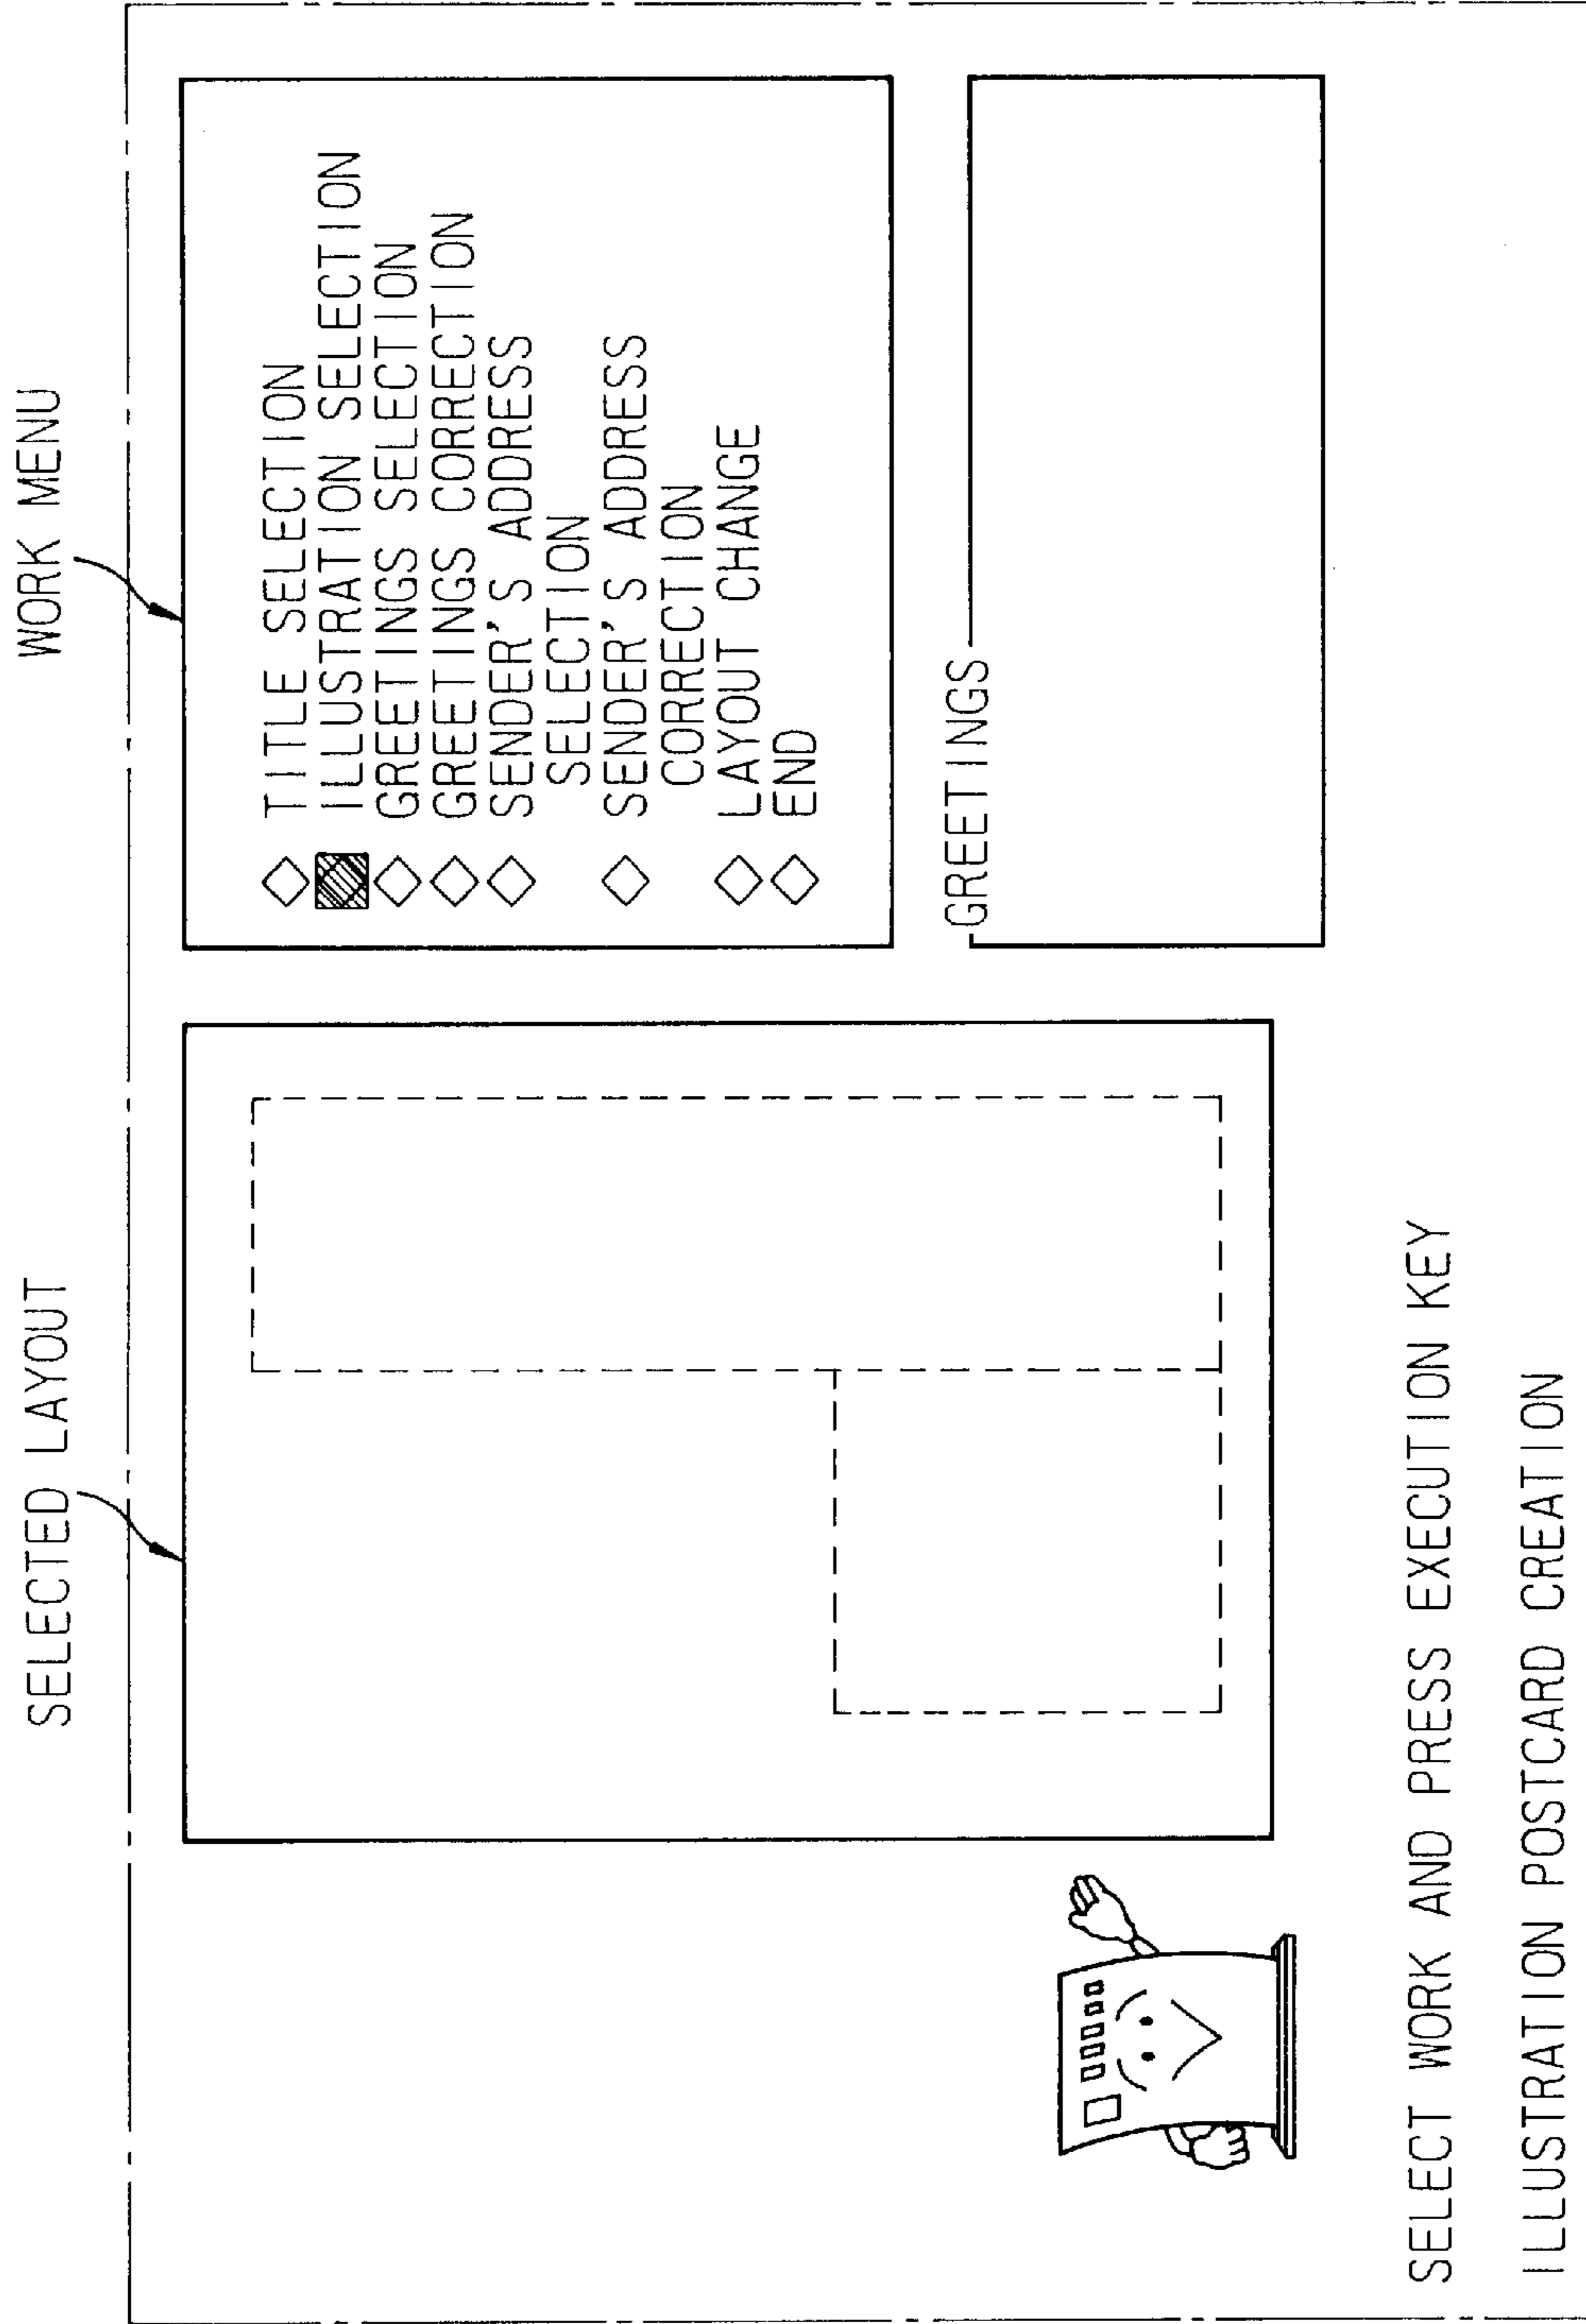 SELECTED LAYOUT
WORK MENU
TITLE SELECTION
ILLUSTRATION SELECTION
GREETINGS SELECTION
GREETINGS CORRECTION
SENDER'S ADDRESS
SELECTION
SENDER'S ADDRESS
CORRECTION
LAYOUT CHANGE
END
GREETINGS
SELECT WORK AND PRESS EXECUTION KEY
ILLUSTRATION POSTCARD CREATION